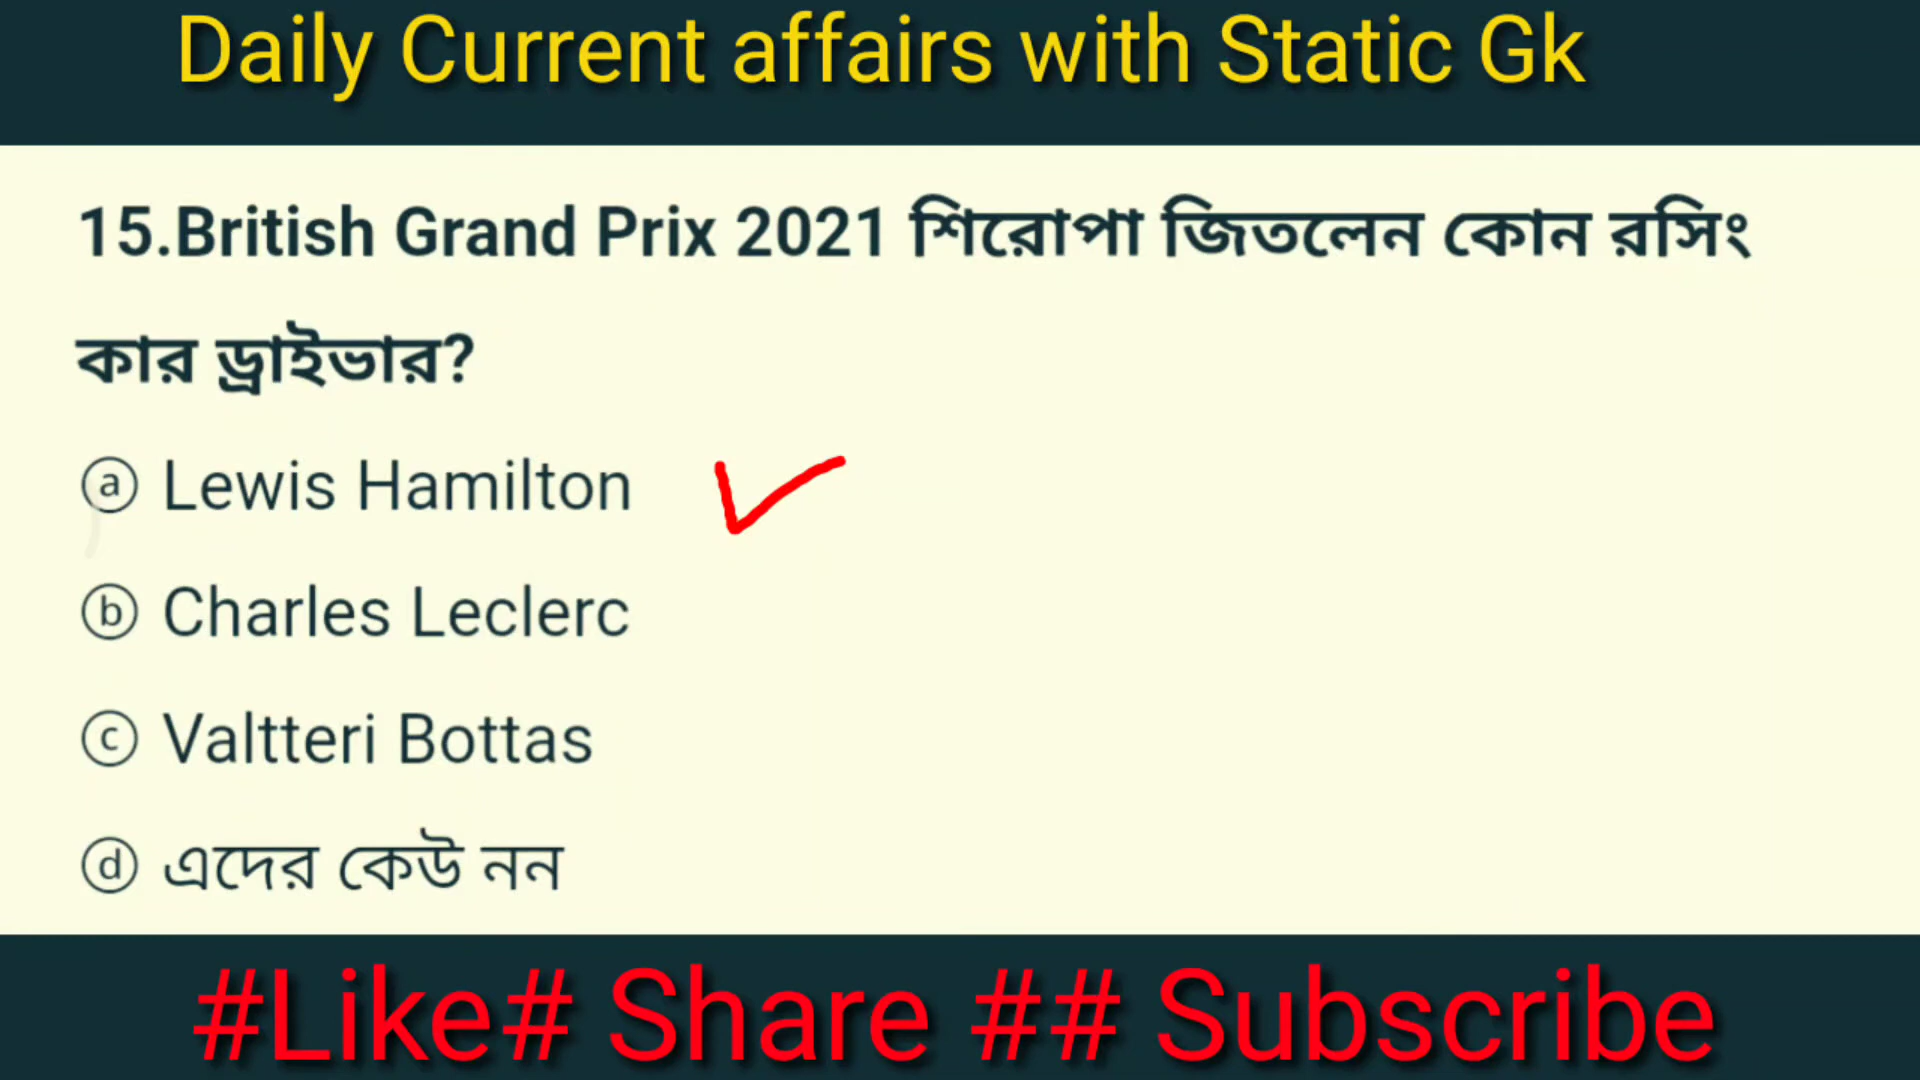 Daily Current affairs with Static Gk
15.British Grand Prix 2021 শিরোপা জিতলেন কোন রসিং
কার ড্রাইভার?
ⓐ Lewis Hamilton
ⓑ Charles Leclerc
ⓒ Valtteri Bottas
ⓓ এদের কেউ নন
#Like# Share ## Subscribe